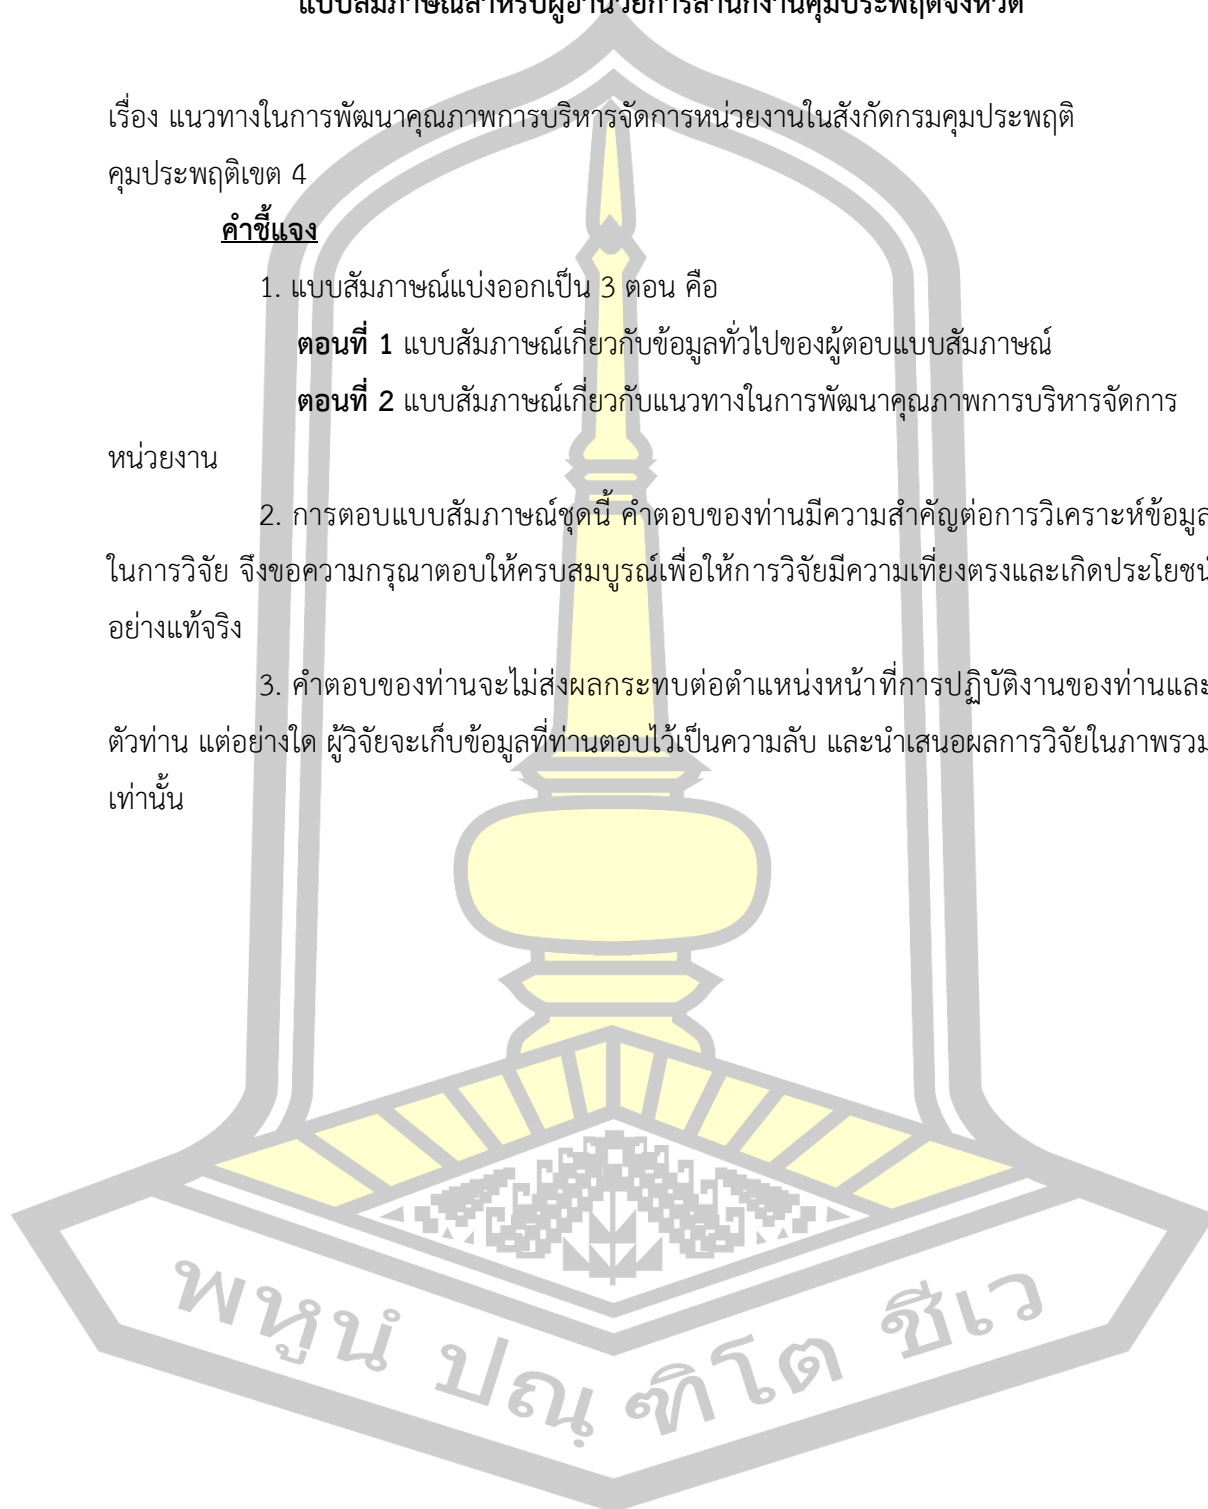 แบบสัมภาษณ์สำหรับผู้อำนวยการสำนักงานคุมประพฤติจังหวัด
เรื่อง แนวทางในการพัฒนาคุณภาพการบริหารจัดการหน่วยงานในสังกัดกรมคุมประพฤติ
คุมประพฤติเขต 4
คำชี้แจง
1. แบบสัมภาษณ์แบ่งออกเป็น 3 ตอน คือ
ตอนที่ 1 แบบสัมภาษณ์เกี่ยวกับข้อมูลทั่วไปของผู้ตอบแบบสัมภาษณ์
ตอนที่ 2 แบบสัมภาษณ์เกี่ยวกับแนวทางในการพัฒนาคุณภาพการบริหารจัดการ
หน่วยงาน
2. การตอบแบบสัมภาษณ์ชุดนี้ คำตอบของท่านมีความสำคัญต่อการวิเคราะห์ข้อมูล
ในการวิจัย จึงขอความกรุณาตอบให้ครบสมบูรณ์เพื่อให้การวิจัยมีความเที่ยงตรงและเกิดประโยชน์
อย่างแท้จริง
3. คำตอบของท่านจะไม่ส่งผลกระทบต่อตำแหน่งหน้าที่การปฏิบัติงานของท่านและ
ตัวท่าน แต่อย่างใด ผู้วิจัยจะเก็บข้อมูลที่ท่านตอบไว้เป็นความลับ และนำเสนอผลการวิจัยในภาพรวม
เท่านั้น
พหูนํ ปณฺฑิโต ชีเว